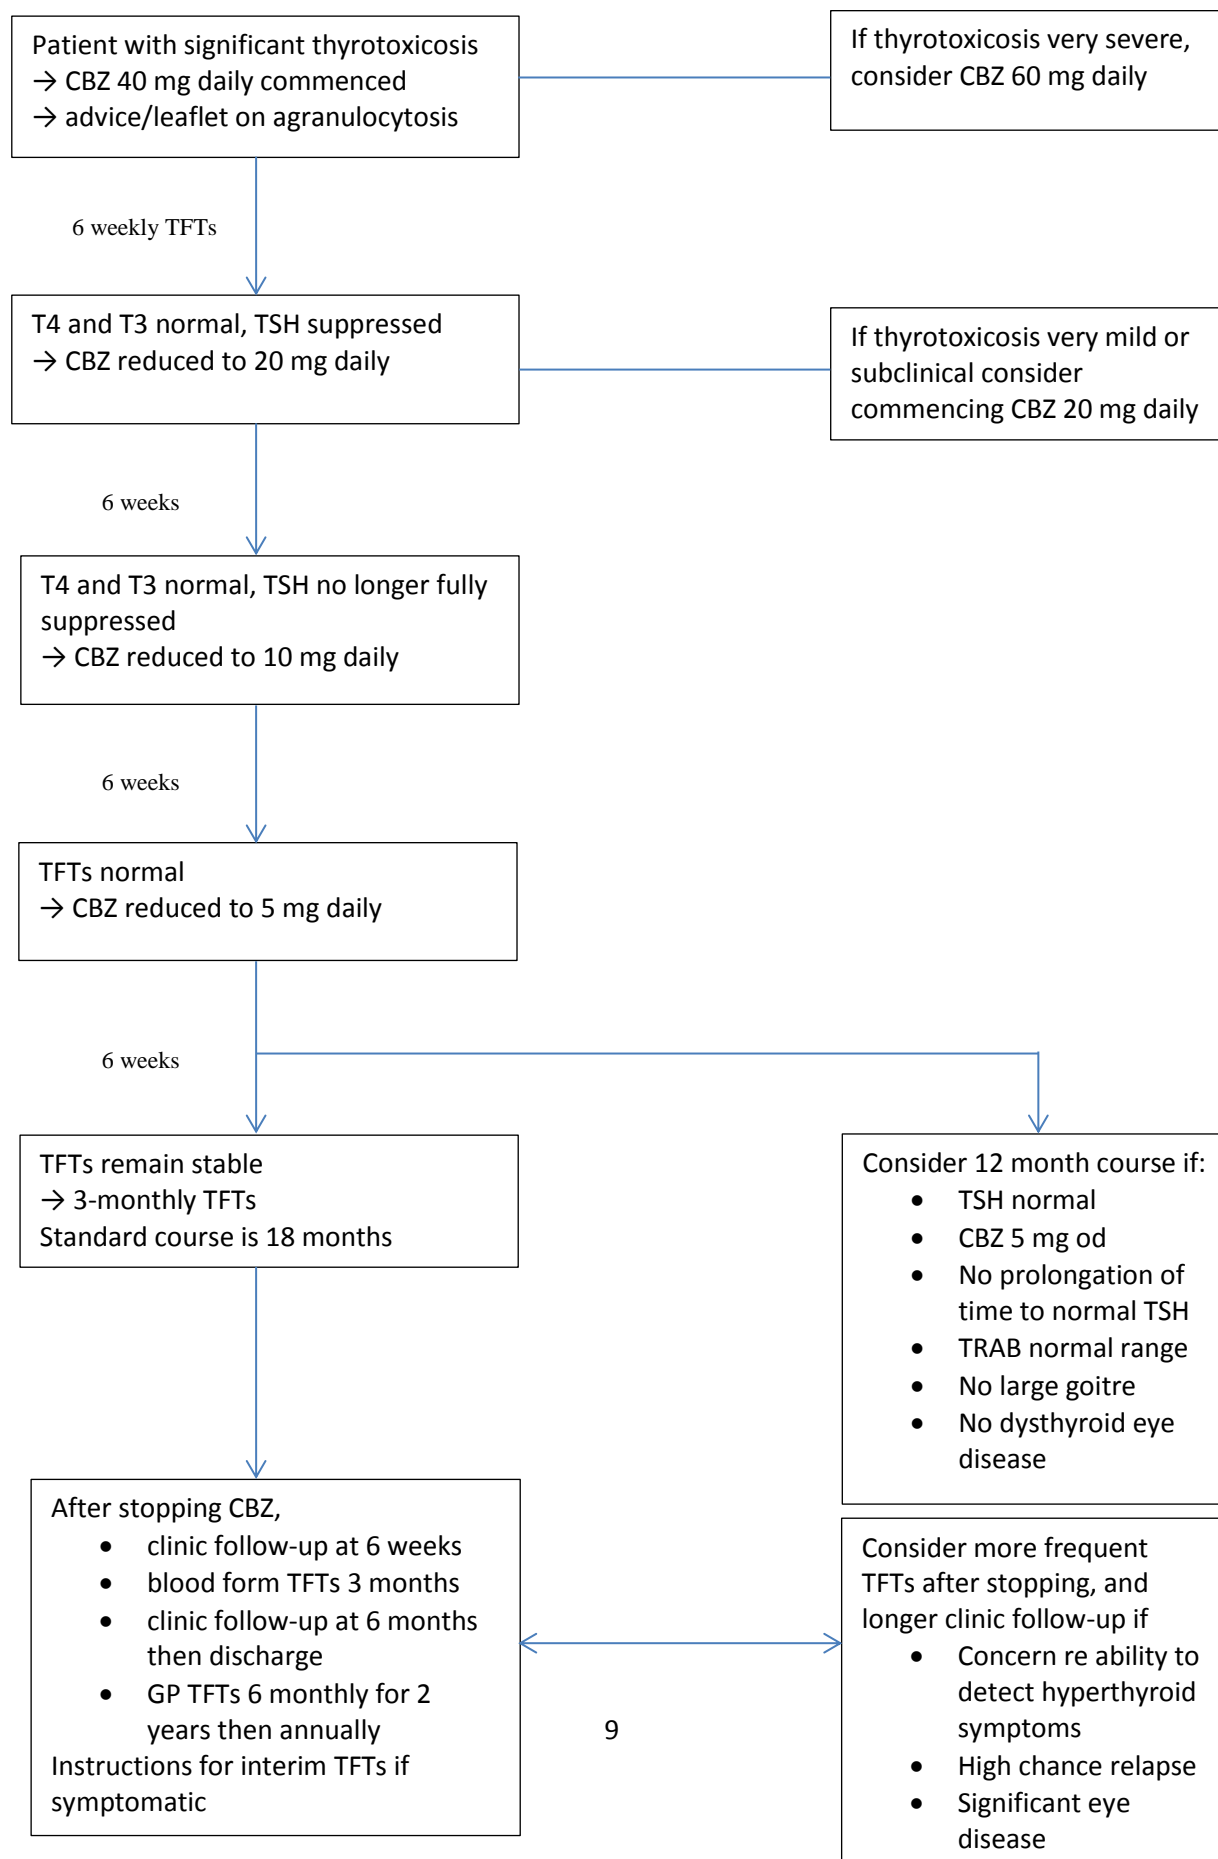 Patient with significant thyrotoxicosis
→ CBZ 40 mg daily commenced
→ advice/leaflet on agranulocytosis
If thyrotoxicosis very severe,
consider CBZ 60 mg daily
6 weekly TFTs
T4 and T3 normal, TSH suppressed
→ CBZ reduced to 20 mg daily
If thyrotoxicosis very mild or
subclinical consider
commencing CBZ 20 mg daily
6 weeks
T4 and T3 normal, TSH no longer fully
suppressed
→ CBZ reduced to 10 mg daily
6 weeks
TFTs normal
→ CBZ reduced to 5 mg daily
6 weeks
TFTs remain stable
→ 3-monthly TFTs
Standard course is 18 months
Consider 12 month course if:
• TSH normal
• CBZ 5 mg od
• No prolongation of
time to normal TSH
• TRAB normal range
• No large goitre
• No dysthyroid eye
disease
After stopping CBZ,
• clinic follow-up at 6 weeks
• blood form TFTs 3 months
• clinic follow-up at 6 months
then discharge
• GP TFTs 6 monthly for 2
years then annually
Instructions for interim TFTs if
symptomatic
Consider more frequent
TFTs after stopping, and
longer clinic follow-up if
• Concern re ability to
detect hyperthyroid
symptoms
• High chance relapse
• Significant eye
disease
9